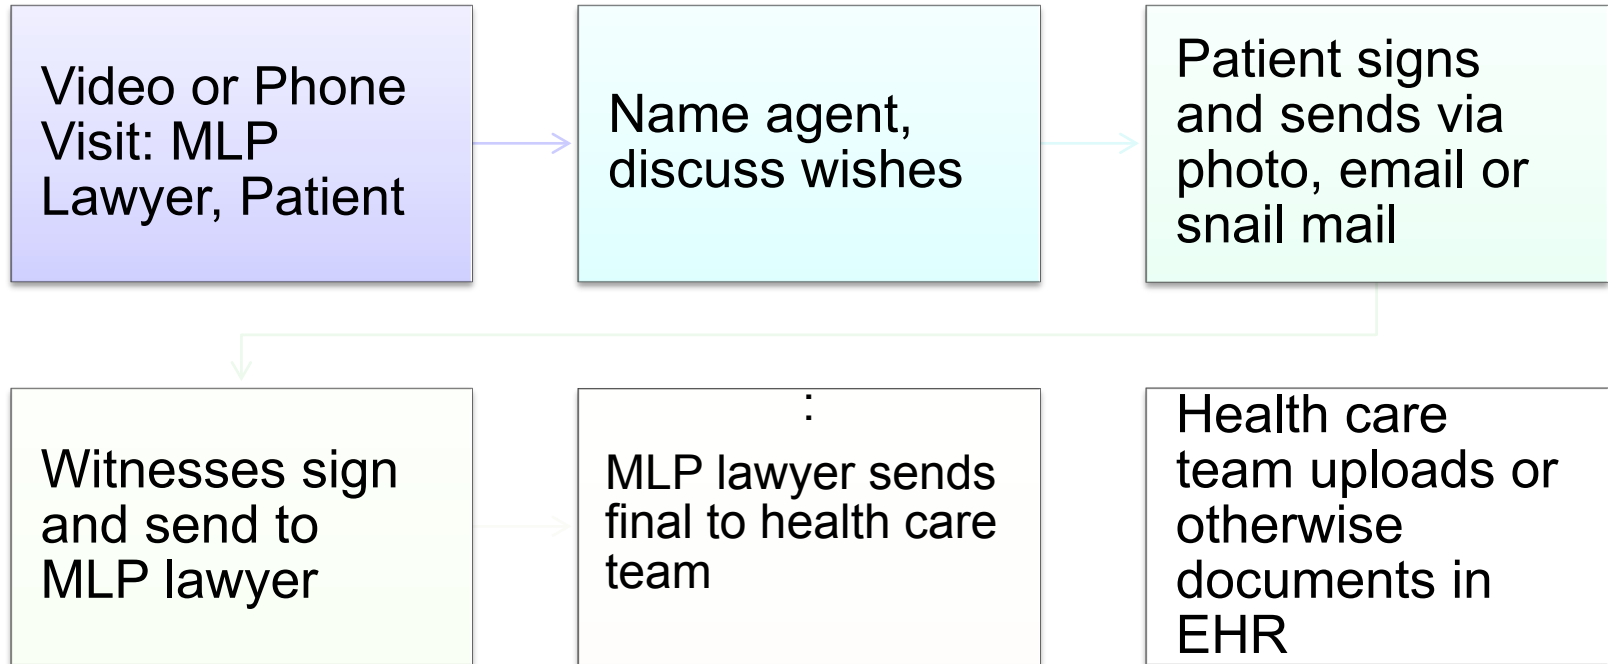 Video or Phone
Visit: MLP
Lawyer, Patient
Name agent,
discuss wishes
Patient signs
and sends via
photo, email or
snail mail
Witnesses sign
and send to
MLP lawyer
:
MLP lawyer sends
final to health care
team
Health care
team uploads or
otherwise
documents in
EHR